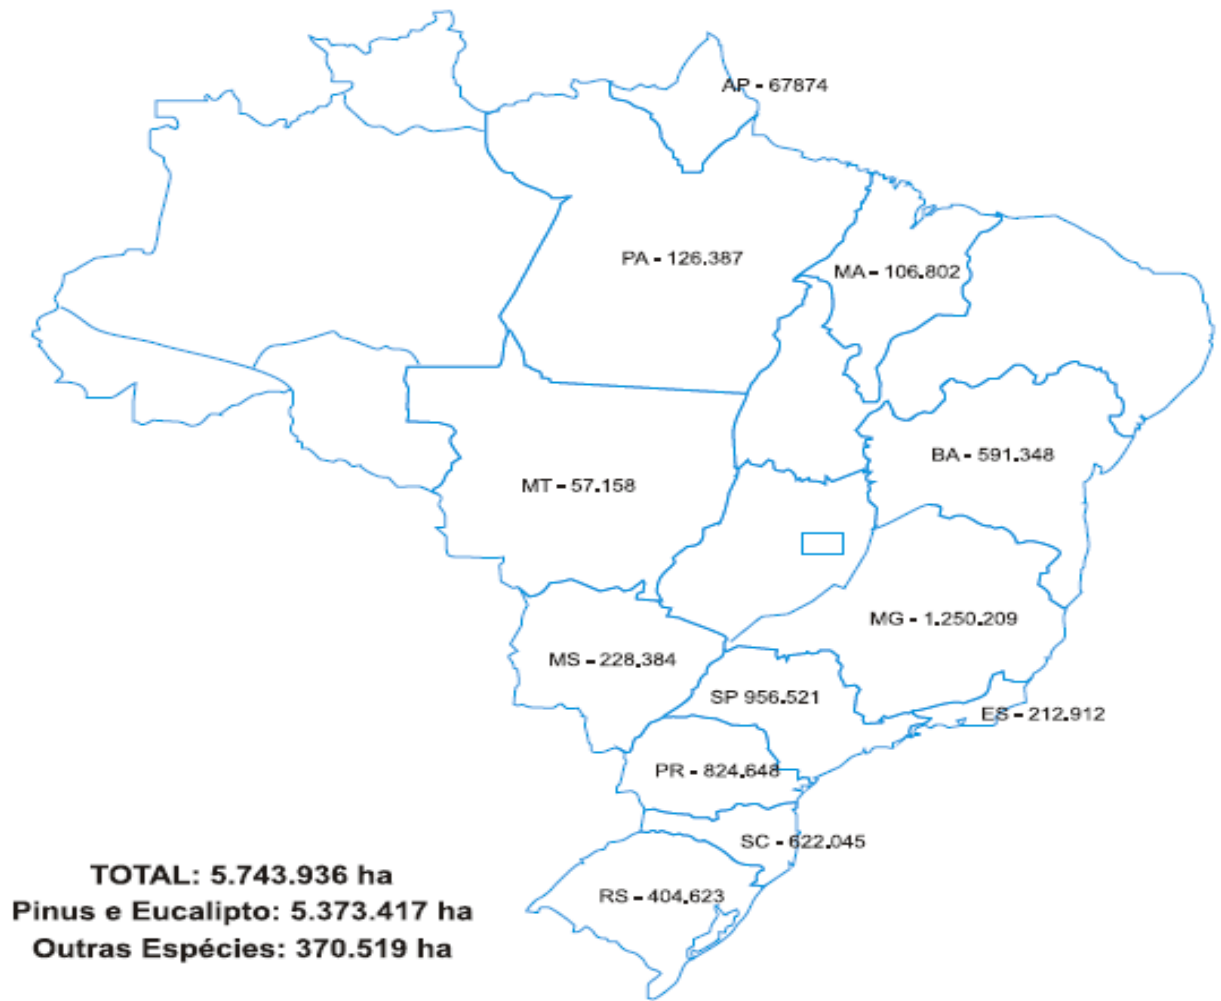 AP - 67874
PA - 126.387
MA - 106.802
BA - 591.348
MT - 57.158
MG - 1.250.209
MS - 228.384
SP 956.521
ES - 212.912
PR - 824.648
SC - 622.045
RS - 404.623
TOTAL: 5.743.936 ha
Pinus e Eucalipto: 5.373.417 ha
Outras Espécies: 370.519 ha